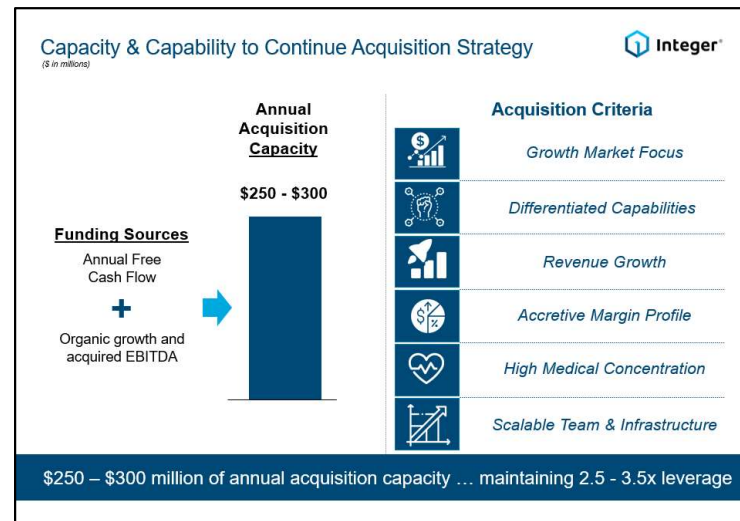 Capacity & Capability to Continue Acquisition Strategy
($ in millions)
Integer®
Annual
Acquisition
Capacity
$250 - $300
Funding Sources
Annual Free
Cash Flow
+
Organic growth and
acquired EBITDA
Acquisition Criteria
$
Growth Market Focus
Differentiated Capabilities
Revenue Growth
$ %
Accretive Margin Profile
High Medical Concentration
Scalable Team & Infrastructure
$250 – $300 million of annual acquisition capacity … maintaining 2.5 - 3.5x leverage